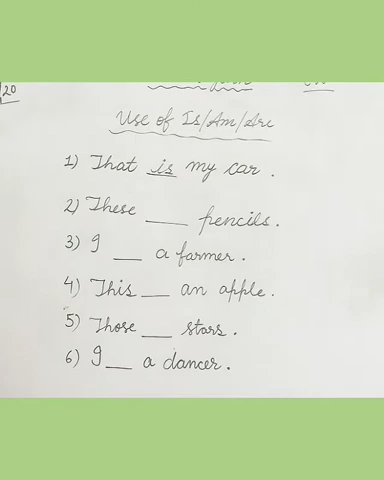 20
Use of Is/Am/Are
1) That is my car.
2) These ___ pencils.
3) I ___ a farmer.
4) This ___ an apple.
5) Those ___ stars.
6) I ___ a dancer.